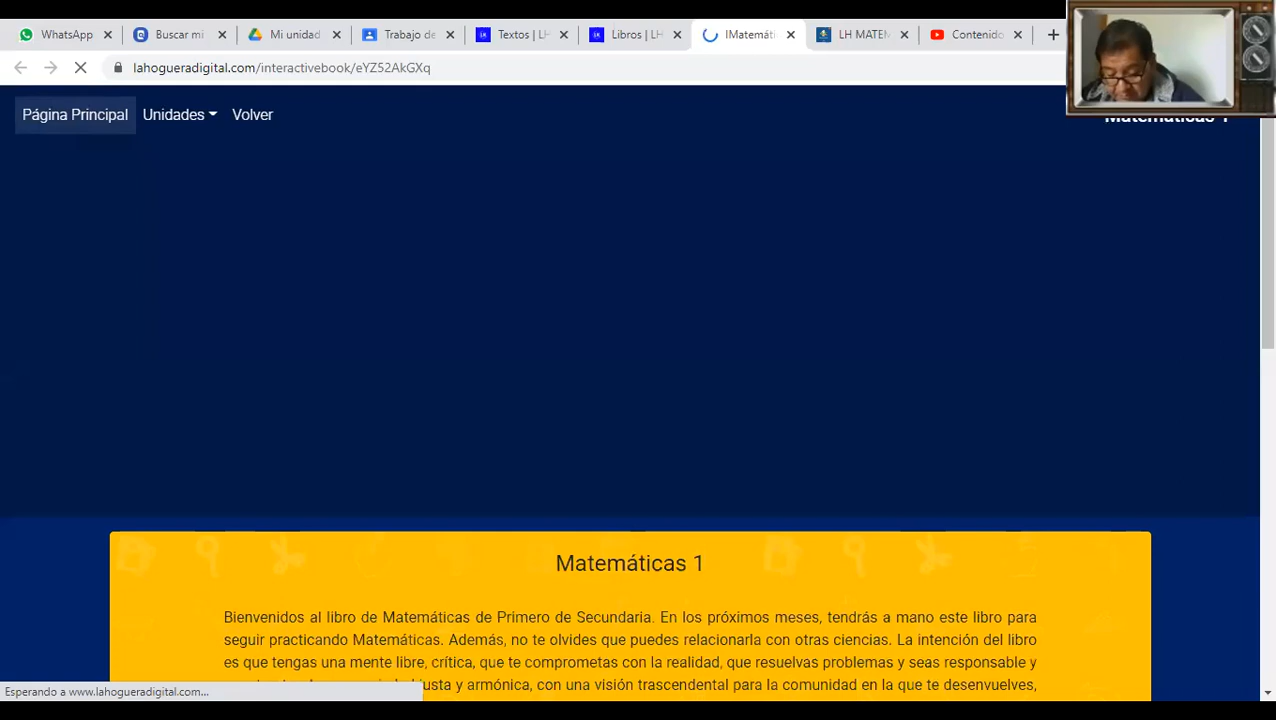 WhatsApp
Buscar mi
Mi unidad
Trabajo de
Textos | LH
Libros | LH
IMatemáti
LH MATEM
Contenido
lahogueradigital.com/interactivebook/eYZ52AkGXq
Página Principal
Unidades
Volver
Matemáticas 1
Matemáticas 1
Bienvenidos al libro de Matemáticas de Primero de Secundaria. En los próximos meses, tendrás a mano este libro para
seguir practicando Matemáticas. Además, no te olvides que puedes relacionarla con otras ciencias. La intención del libro
es que tengas una mente libre, crítica, que te comprometas con la realidad, que resuelvas problemas y seas responsable y
justa y armónica, con una visión trascendental para la comunidad en la que te desenvuelves,
Esperando a www.lahogueradigital.com...